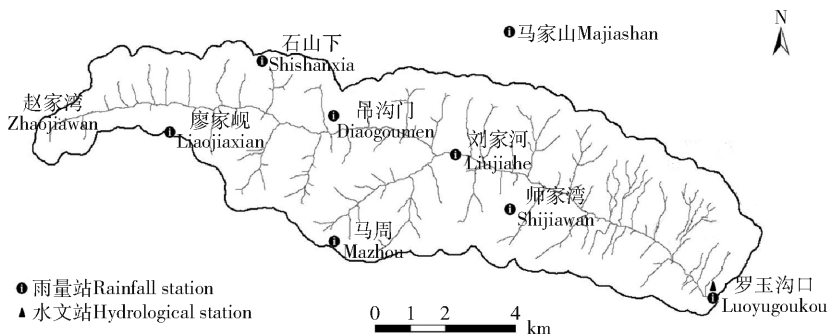 石山下
Shishanxia
马家山Majiashan
N
赵家湾
Zhaojiawan
廖家岘
Liaojiaxian
吊沟门
Diaogoumen
刘家河
Liujiahe
师家湾
Shijiawan
马周
Mazhou
雨量站Rainfall station
水文站Hydrological station
罗玉沟口
Luoyugoukou
0 1 2 4
km